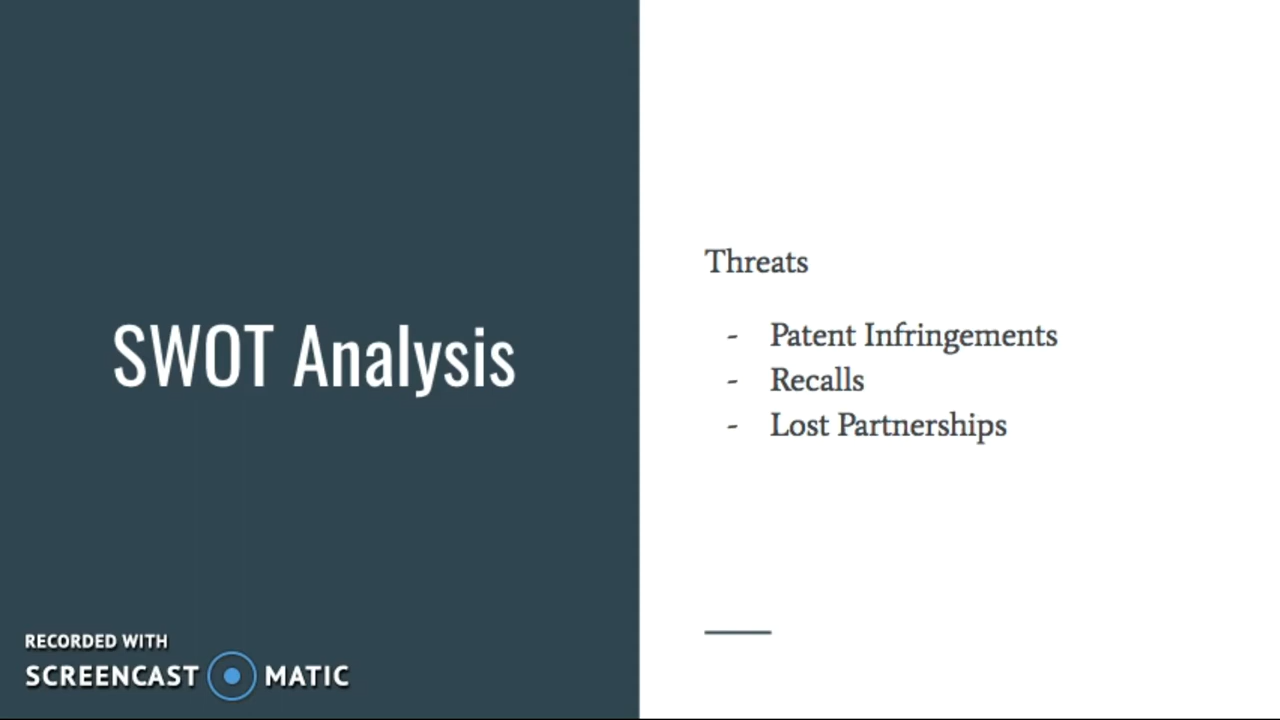 SWOT Analysis
Threats
- Patent Infringements
- Recalls
- Lost Partnerships
RECORDED WITH
SCREENCAST MATIC